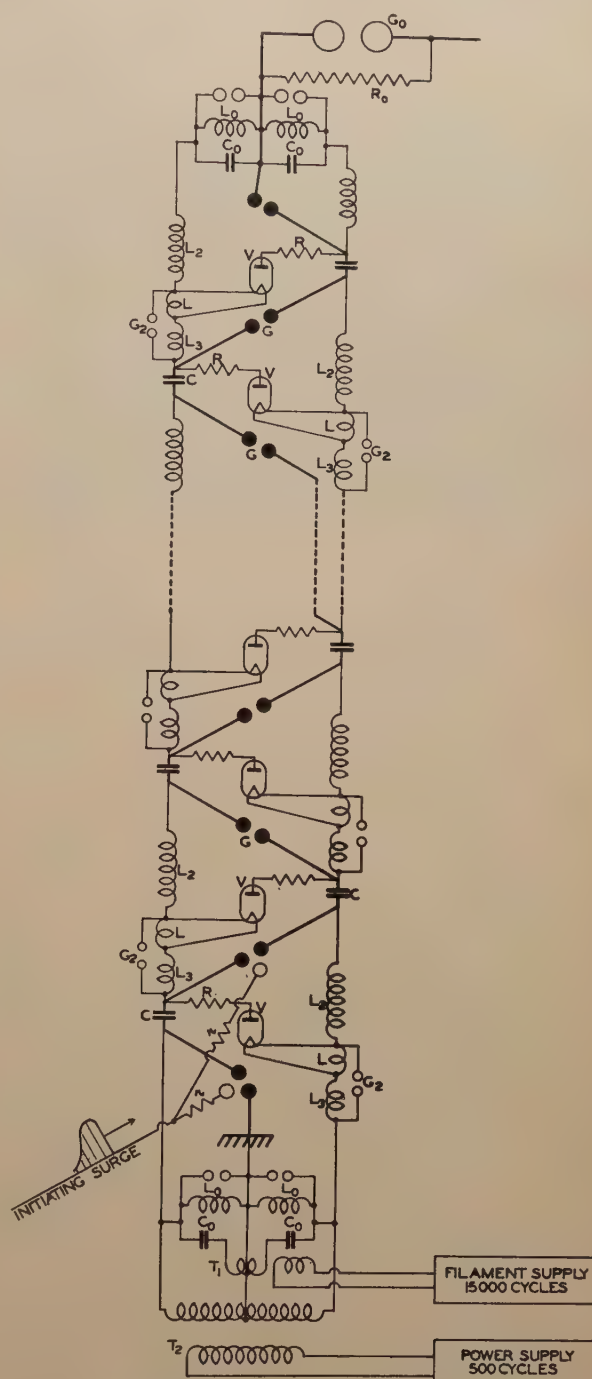 G₀
R₀
L₀ L₀
C₀ C₀
L₂
V R
L
G₂
G
L₃
R
V
L₂
C
L
G
G₂
L₃
G
L₂
V
C
L
G₂
L₃
R
L₂
C
V
r
L
G₂
L₃
r
INITIATING SURGE
L₀ L₀
C₀ C₀
T₁
FILAMENT SUPPLY
15000 CYCLES
T₂
POWER SUPPLY
500 CYCLES